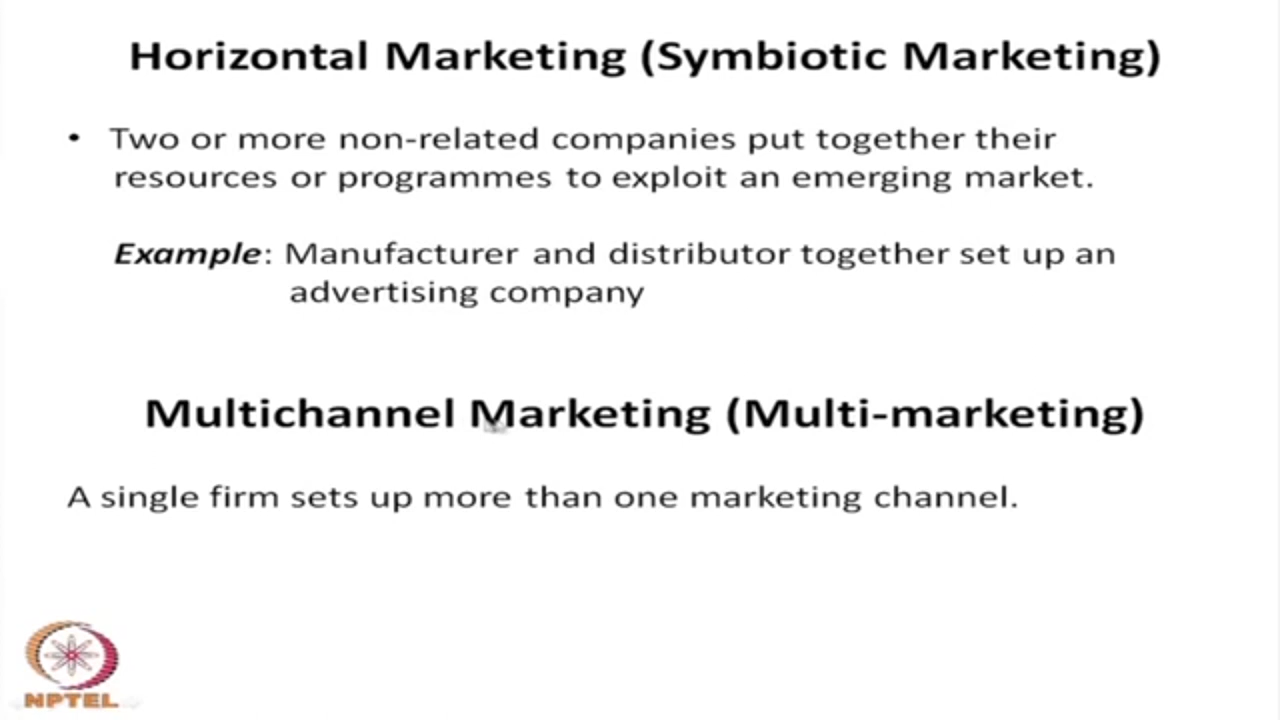 Horizontal Marketing (Symbiotic Marketing)
• Two or more non-related companies put together their
resources or programmes to exploit an emerging market.
Example: Manufacturer and distributor together set up an
advertising company
Multichannel Marketing (Multi-marketing)
A single firm sets up more than one marketing channel.
NPTEL